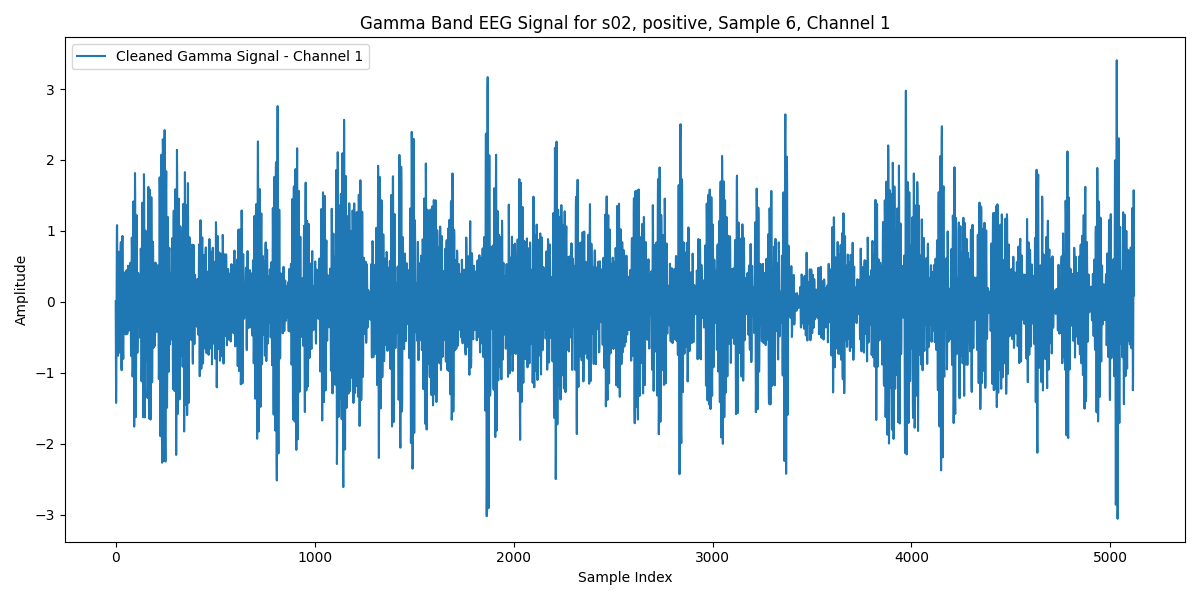 Gamma Band EEG Signal for s02, positive, Sample 6, Channel 1
Cleaned Gamma Signal - Channel 1
3
2
1
0
−1
−2
−3
Amplitude
0 1000 2000 3000 4000 5000
Sample Index